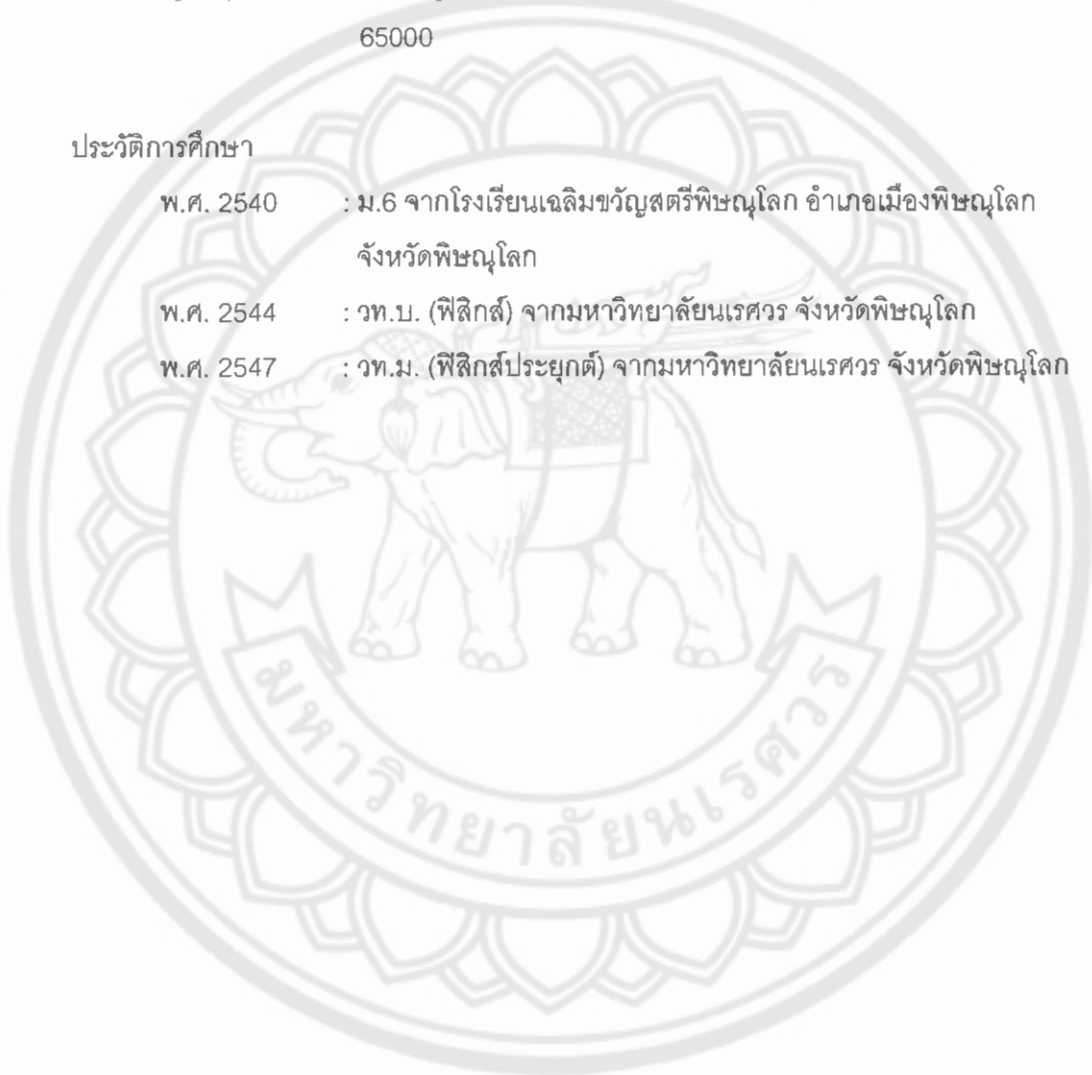 65000
ประวัติการศึกษา
พ.ศ. 2540 : ม.6 จากโรงเรียนเฉลิมขวัญสตรีพิษณุโลก อำเภอเมืองพิษณุโลก
จังหวัดพิษณุโลก
พ.ศ. 2544 : วท.บ. (ฟิสิกส์) จากมหาวิทยาลัยนเรศวร จังหวัดพิษณุโลก
พ.ศ. 2547 : วท.ม. (ฟิสิกส์ประยุกต์) จากมหาวิทยาลัยนเรศวร จังหวัดพิษณุโลก
มหาวิทยาลัยนเรศวร